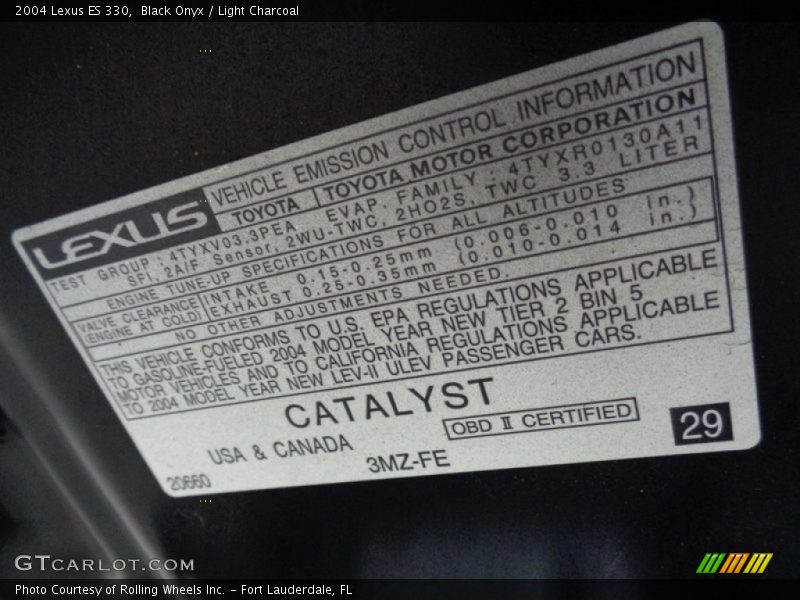 2004 Lexus ES 330, Black Onyx / Light Charcoal
LEXUS VEHICLE EMISSION CONTROL INFORMATION
TOYOTA TOYOTA MOTOR CORPORATION
TEST GROUP : 4TYXV03.3PEA EVAP. FAMILY : 4TYXR0130A11
SFI, 2A/F Sensor, 2WU-TWC, 2HO2S, TWC 3.3 LITER
ENGINE TUNE-UP SPECIFICATIONS FOR ALL ALTITUDES
VALVE CLEARANCE INTAKE 0.15-0.25mm (0.006-0.010 in.)
(ENGINE AT COLD) EXHAUST 0.25-0.35mm (0.010-0.014 in.)
NO OTHER ADJUSTMENTS NEEDED.
THIS VEHICLE CONFORMS TO U.S. EPA REGULATIONS APPLICABLE
TO GASOLINE-FUELED 2004 MODEL YEAR NEW TIER 2 BIN 5
MOTOR VEHICLES AND TO CALIFORNIA REGULATIONS APPLICABLE
TO 2004 MODEL YEAR NEW LEV-II ULEV PASSENGER CARS.
CATALYST
OBD II CERTIFIED
29
USA & CANADA
3MZ-FE
20660
GTCARLOT.COM
Photo Courtesy of Rolling Wheels Inc. - Fort Lauderdale, FL